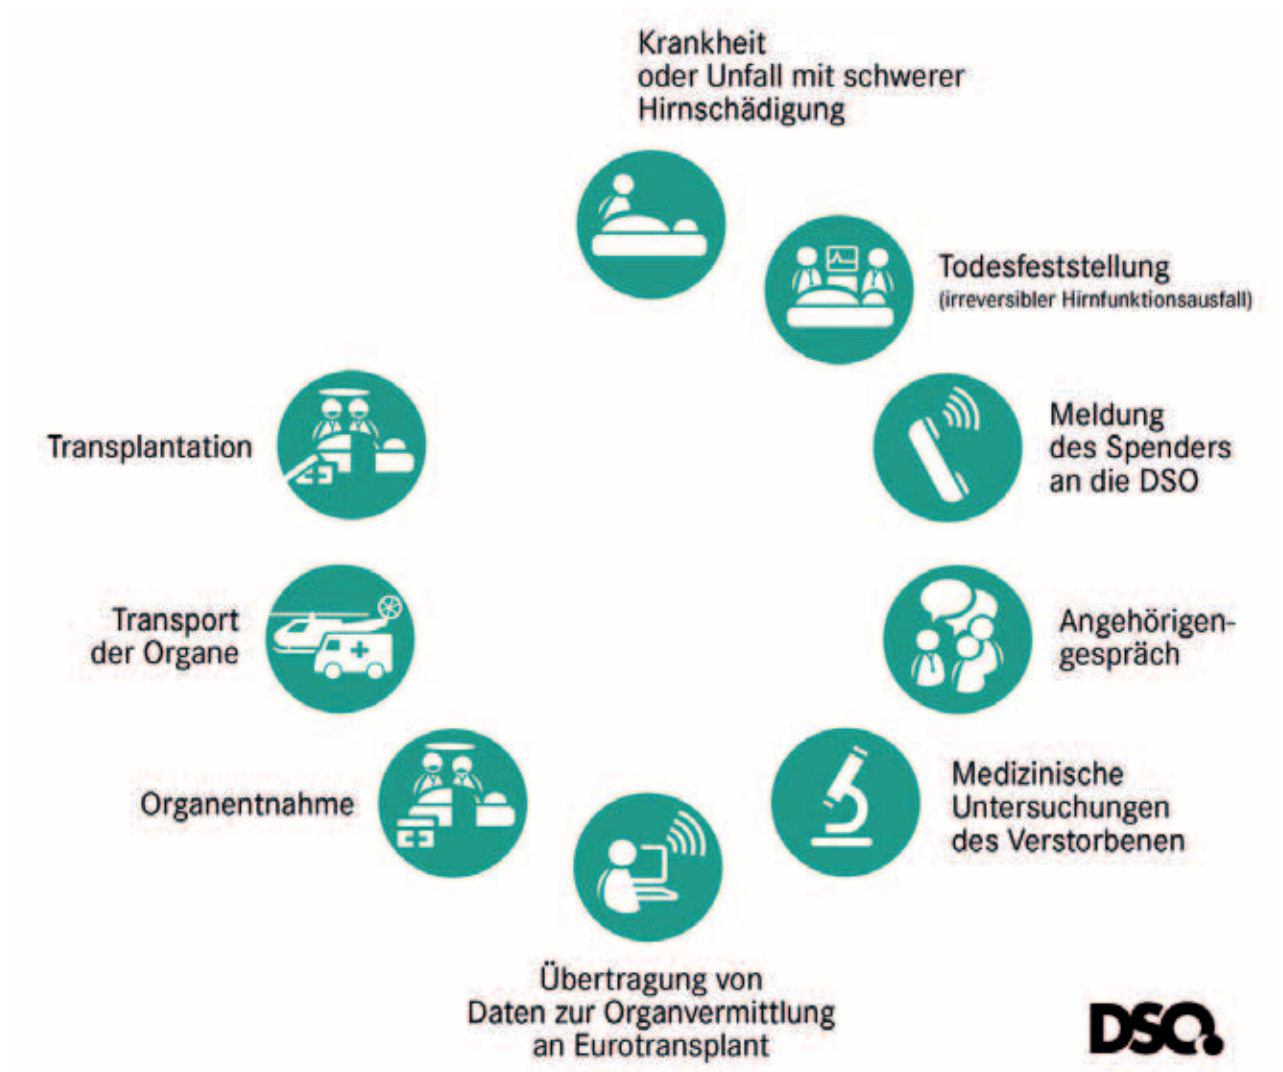 Krankheit
oder Unfall mit schwerer
Hirnschädigung
Todesfeststellung
(irreversibler Hirnfunktionsausfall)
Meldung
des Spenders
an die DSO
Angehörigen-
gespräch
Medizinische
Untersuchungen
des Verstorbenen
Übertragung von
Daten zur Organvermittlung
an Eurotransplant
Organentnahme
Transport
der Organe
Transplantation
DSO.